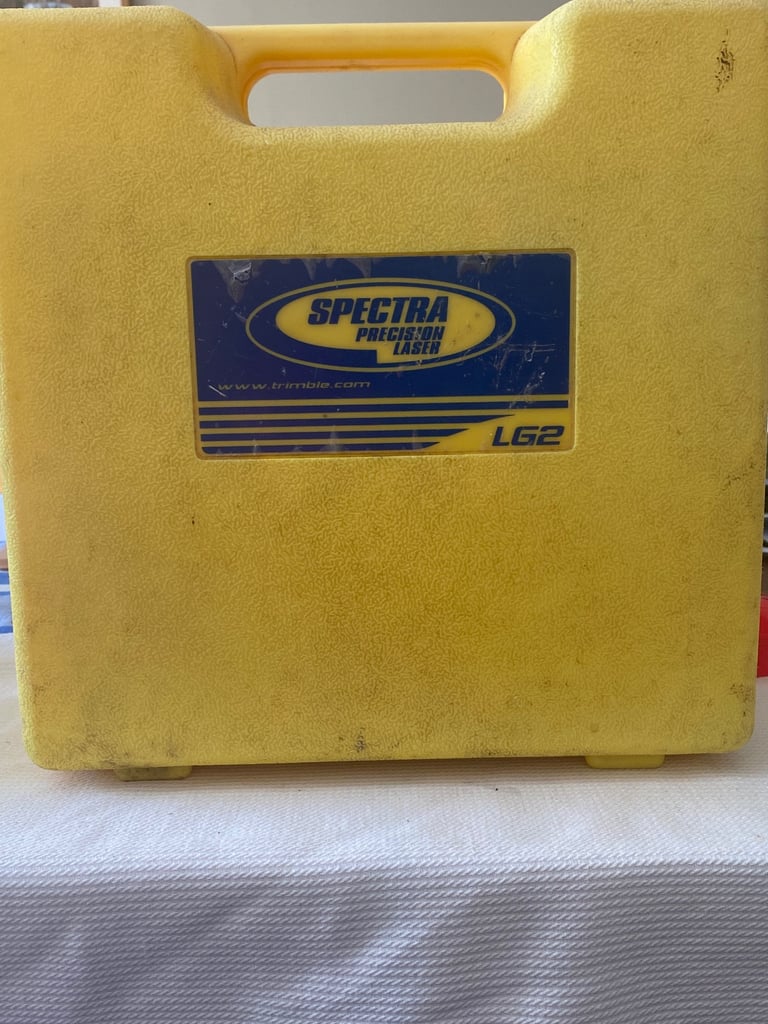 SPECTRA
PRECISION
LASER
www.trimble.com
LG2